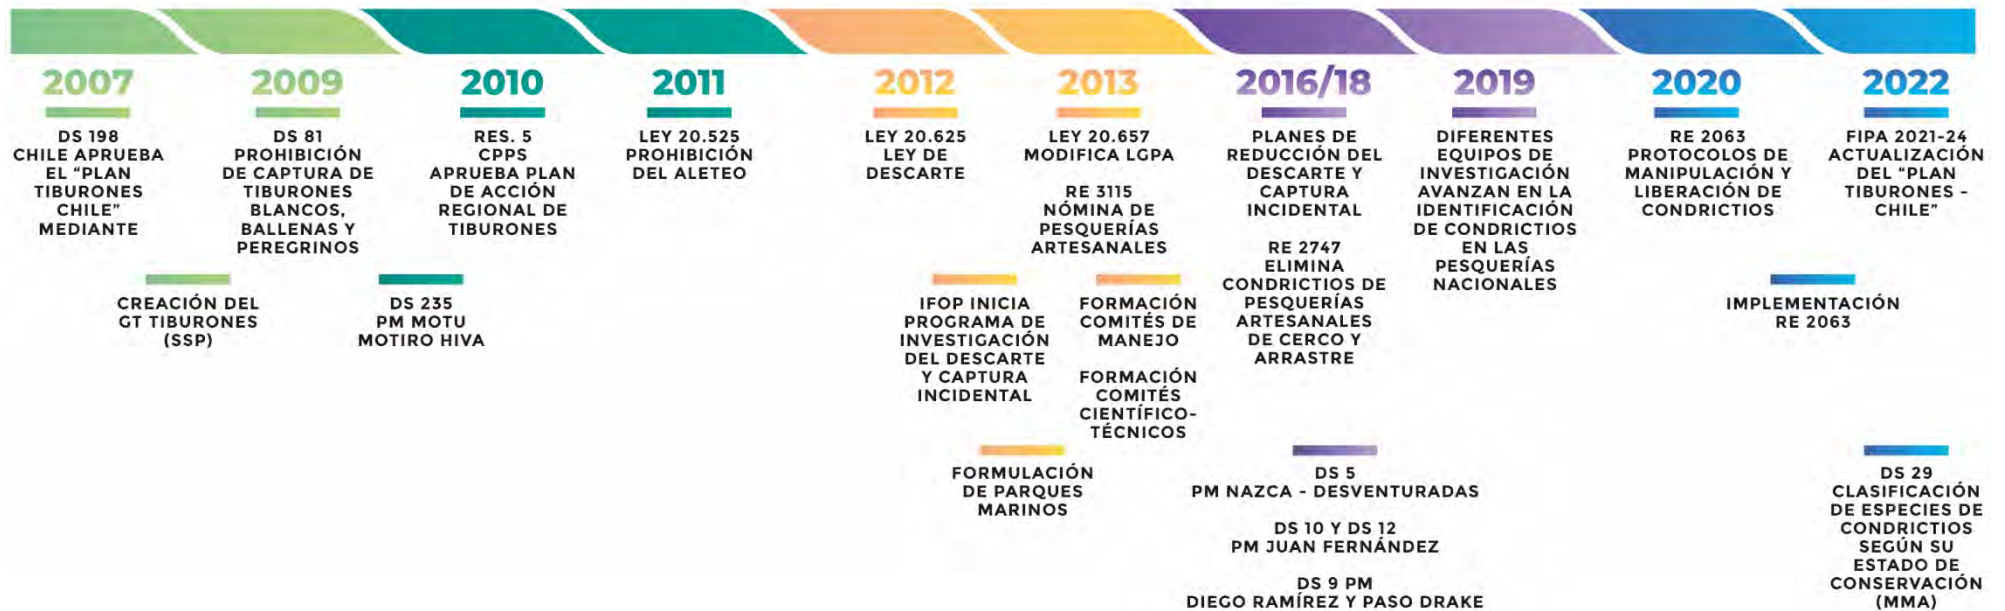 2007
DS 198
CHILE APRUEBA
EL “PLAN
TIBURONES
CHILE”
MEDIANTE
CREACIÓN DEL
GT TIBURONES
(SSP)
2009
DS 81
PROHIBICIÓN
DE CAPTURA DE
TIBURONES
BLANCOS,
BALLENAS Y
PEREGRINOS
2010
RES. 5
CPPS
APRUEBA PLAN
DE ACCIÓN
REGIONAL DE
TIBURONES
DS 235
PM MOTU
MOTIRO HIVA
2011
LEY 20.525
PROHIBICIÓN
DEL ALETEO
2012
LEY 20.625
LEY DE
DESCARTE
IFOP INICIA
PROGRAMA DE
INVESTIGACIÓN
DEL DESCARTE
Y CAPTURA
INCIDENTAL
FORMULACIÓN
DE PARQUES
MARINOS
2013
LEY 20.657
MODIFICA LGPA
RE 3115
NÓMINA DE
PESQUERÍAS
ARTESANALES
FORMACIÓN
COMITÉS DE
MANEJO
FORMACIÓN
COMITÉS
CIENTÍFICO-
TÉCNICOS
2016/18
PLANES DE
REDUCCIÓN DEL
DESCARTE Y
CAPTURA
INCIDENTAL
RE 2747
ELIMINA
CONDRICTIOS DE
PESQUERÍAS
ARTESANALES
DE CERCO Y
ARRASTRE
DS 5
PM NAZCA - DESVENTURADAS
DS 10 Y DS 12
PM JUAN FERNÁNDEZ
DS 9 PM
DIEGO RAMÍREZ Y PASO DRAKE
2019
DIFERENTES
EQUIPOS DE
INVESTIGACIÓN
AVANZAN EN LA
IDENTIFICACIÓN
DE CONDRICTIOS
EN LAS
PESQUERÍAS
NACIONALES
2020
RE 2063
PROTOCOLOS DE
MANIPULACIÓN Y
LIBERACIÓN DE
CONDRICTIOS
IMPLEMENTACIÓN
RE 2063
2022
FIPA 2021-24
ACTUALIZACIÓN
DEL “PLAN
TIBURONES -
CHILE”
DS 29
CLASIFICACIÓN
DE ESPECIES DE
CONDRICTIOS
SEGÚN SU
ESTADO DE
CONSERVACIÓN
(MMA)